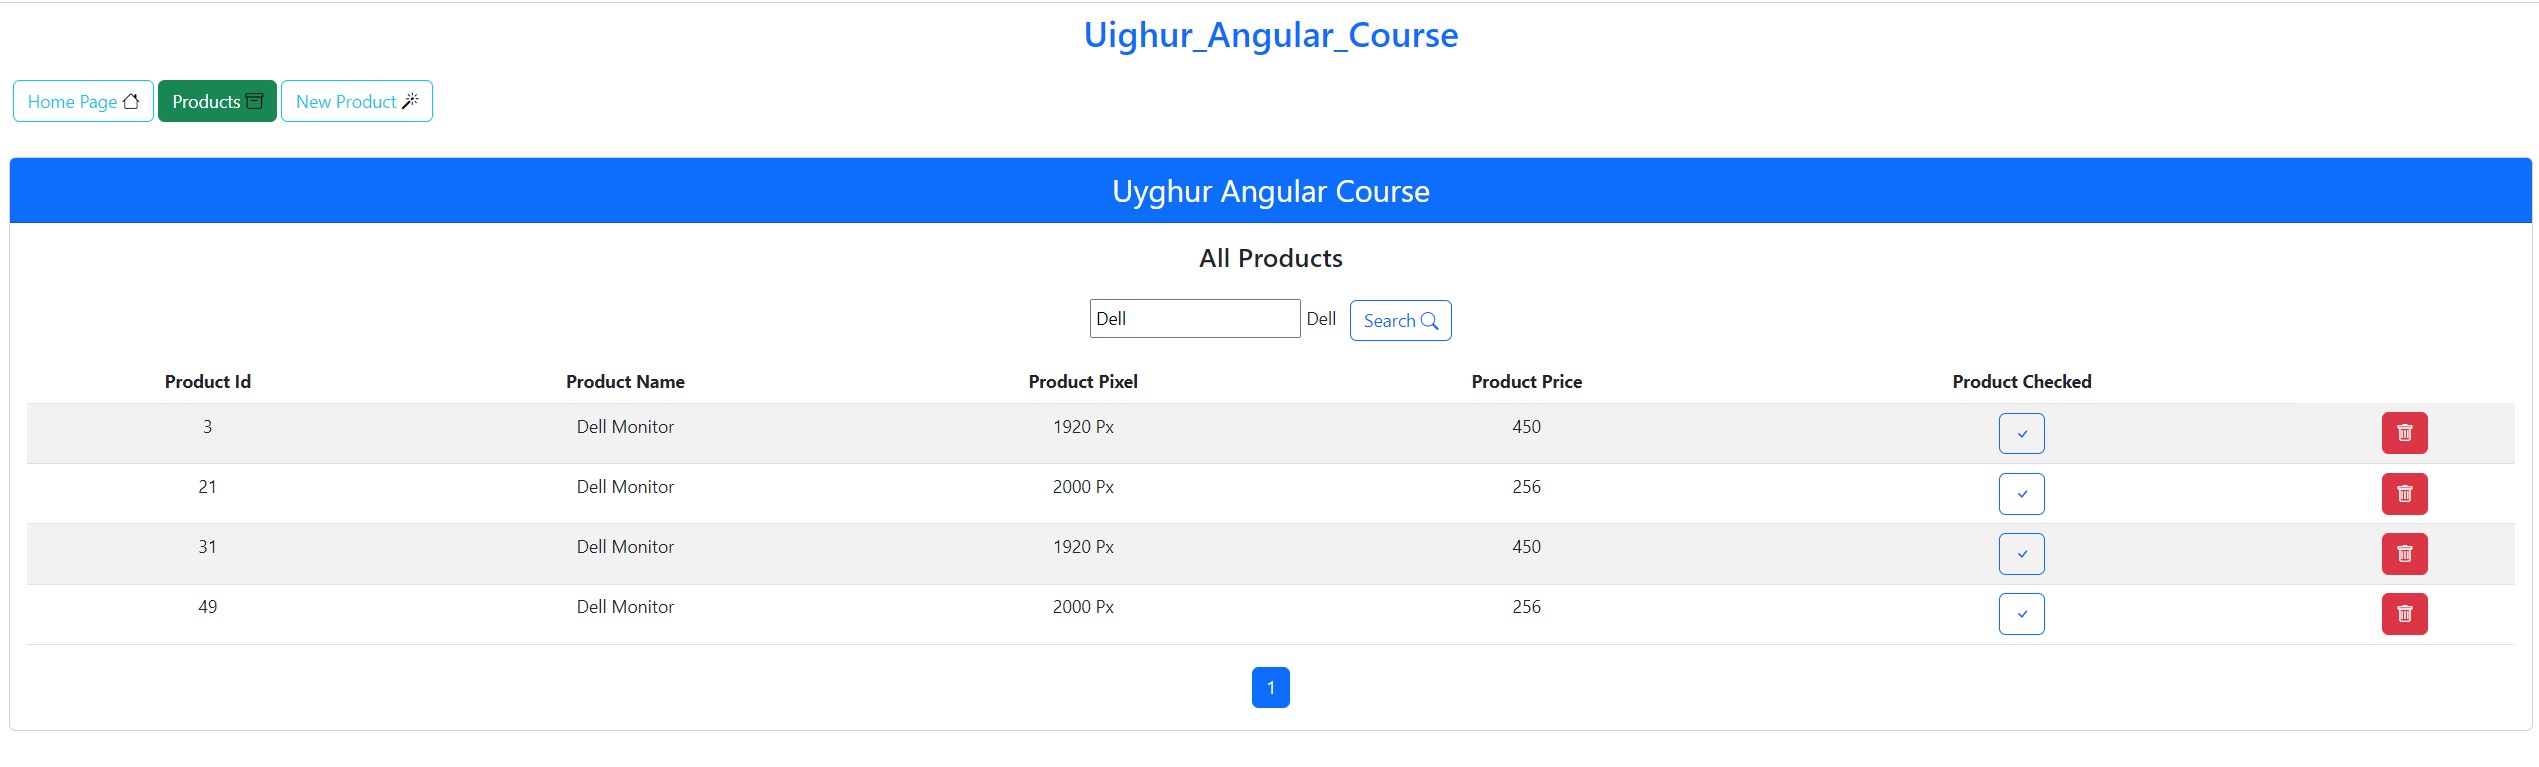 Uighur_Angular_Course
Home Page Products New Product
Uyghur Angular Course
All Products
Dell Dell Search
Product Id Product Name Product Pixel Product Price Product Checked
3 Dell Monitor 1920 Px 450
21 Dell Monitor 2000 Px 256
31 Dell Monitor 1920 Px 450
49 Dell Monitor 2000 Px 256
1